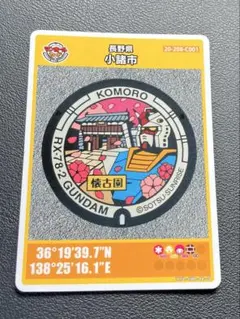 長野県
小諸市
20-208-C001
KOMORO
懐古園
RX-78-2 GUNDAM
©SOTSU・SUNRISE
36°19'39.7"N
138°25'16.1"E